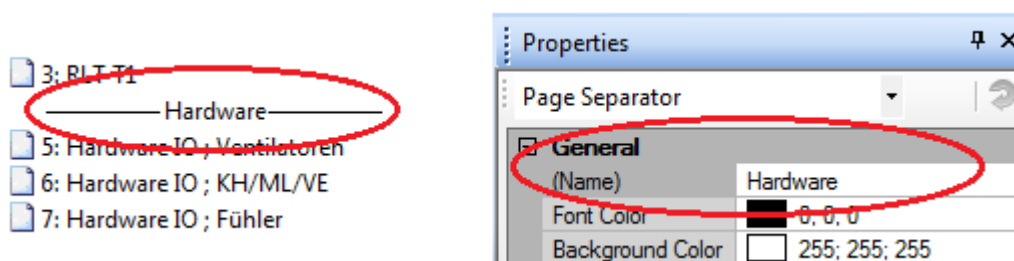 3: RLT-T1
Hardware
5: Hardware IO ; Ventilatoren
6: Hardware IO ; KH/ML/VE
7: Hardware IO ; Fühler
Properties
Page Separator
General
(Name) Hardware
Font Color 0; 0; 0
Background Color 255; 255; 255